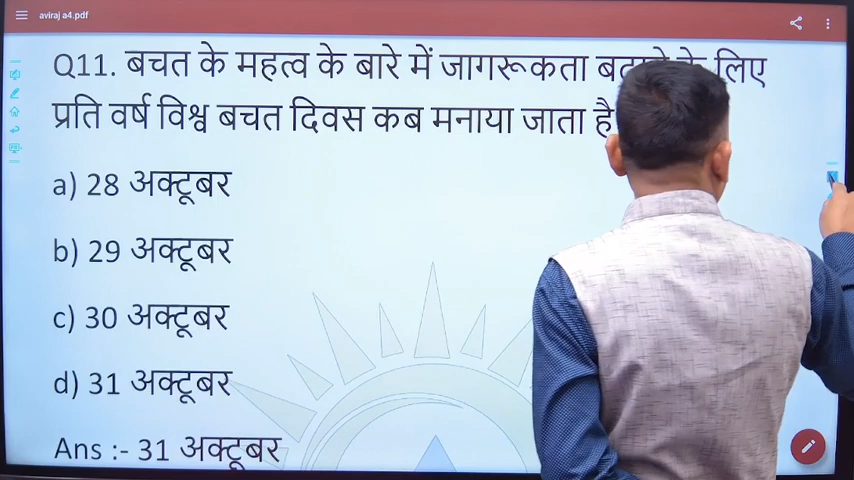 aviraj a4.pdf
Q11. बचत के महत्व के बारे में जागरूकता बढ़ाने के लिए
प्रति वर्ष विश्व बचत दिवस कब मनाया जाता है
a) 28 अक्टूबर
b) 29 अक्टूबर
c) 30 अक्टूबर
d) 31 अक्टूबर
Ans :- 31 अक्टूबर